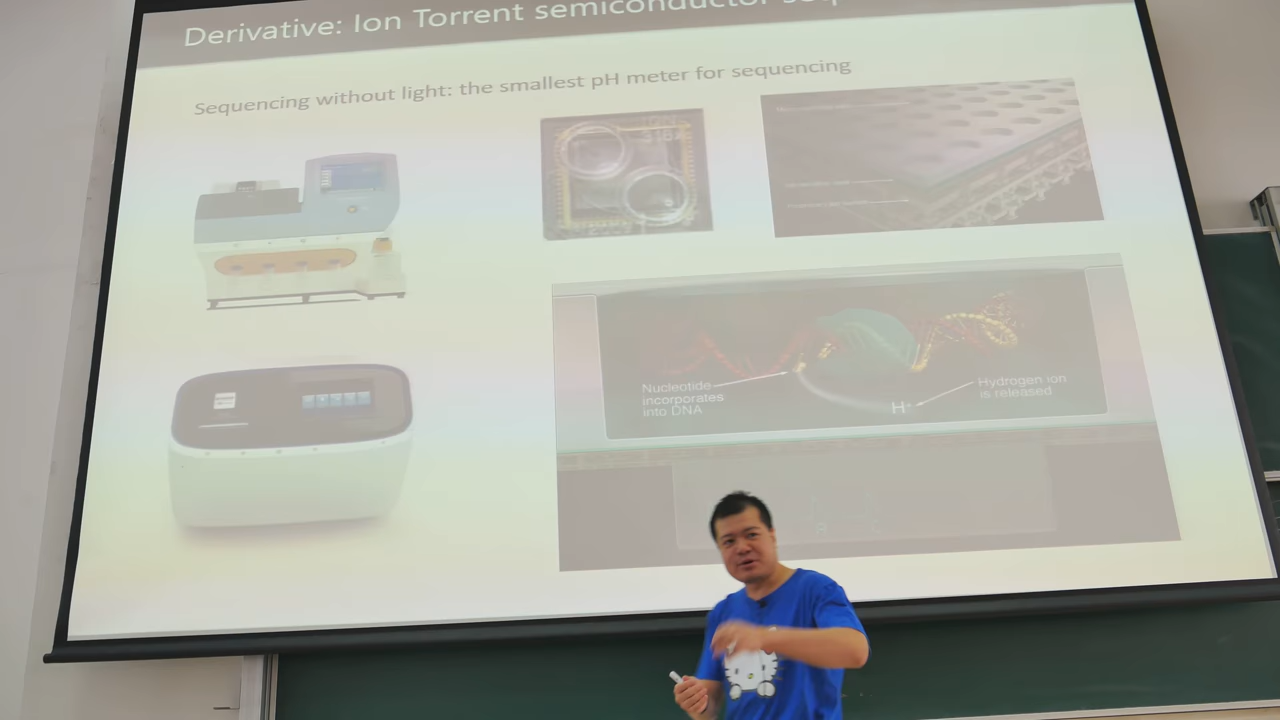 Derivative: Ion Torrent semiconductor
Sequencing without light: the smallest pH meter for sequencing
Nucleotide
incorporates
into DNA
Hydrogen ion
is released
H⁺